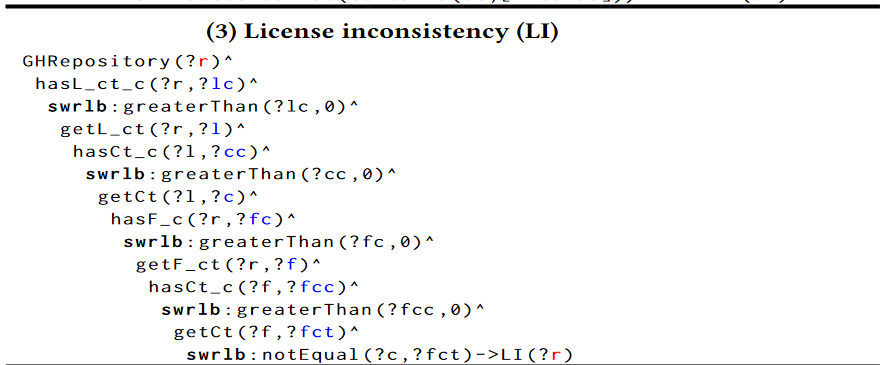 (3) License inconsistency (LI)
GHRepository(?r)^
hasL_ct_c(?r,?lc)^
swrlb:greaterThan(?lc,0)^
getL_ct(?r,?l)^
hasCt_c(?l,?cc)^
swrlb:greaterThan(?cc,0)^
getCt(?l,?c)^
hasF_c(?r,?fc)^
swrlb:greaterThan(?fc,0)^
getF_ct(?r,?f)^
hasCt_c(?f,?fcc)^
swrlb:greaterThan(?fcc,0)^
getCt(?f,?fct)^
swrlb:notEqual(?c,?fct)->LI(?r)